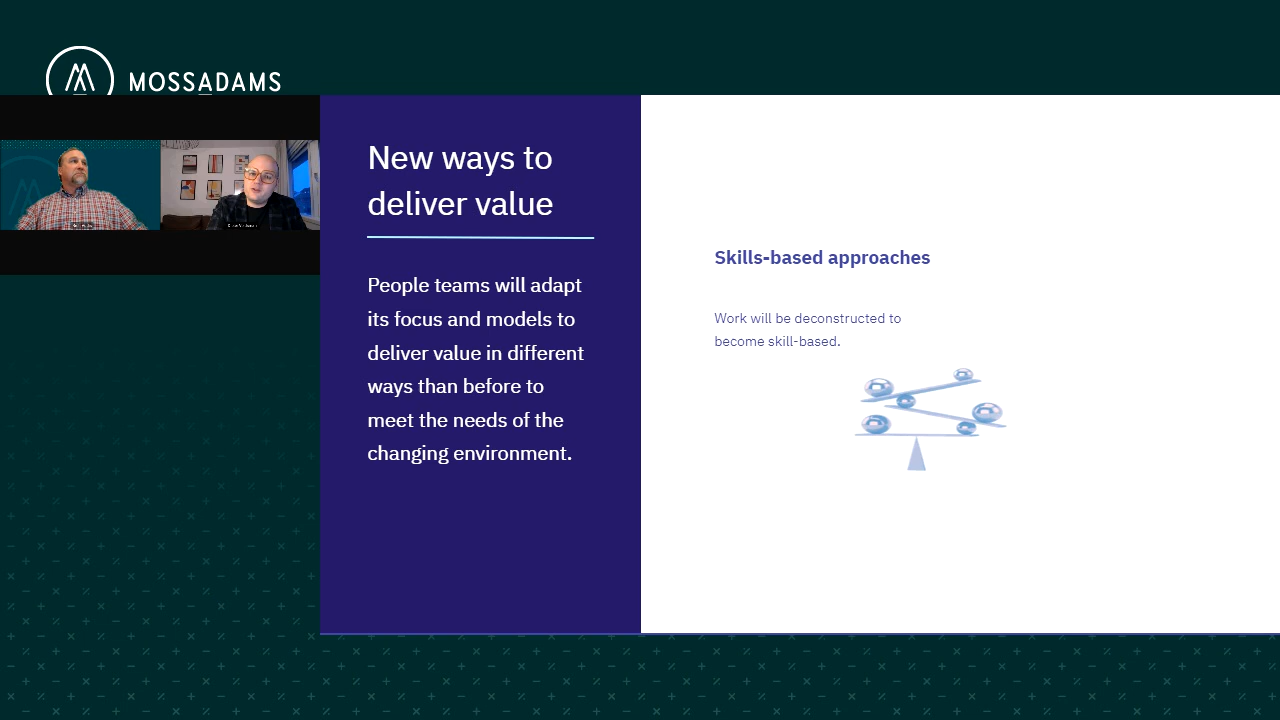 MOSSADAMS
New ways to
deliver value
People teams will adapt
its focus and models to
deliver value in different
ways than before to
meet the needs of the
changing environment.
Skills-based approaches
Work will be deconstructed to
become skill-based.